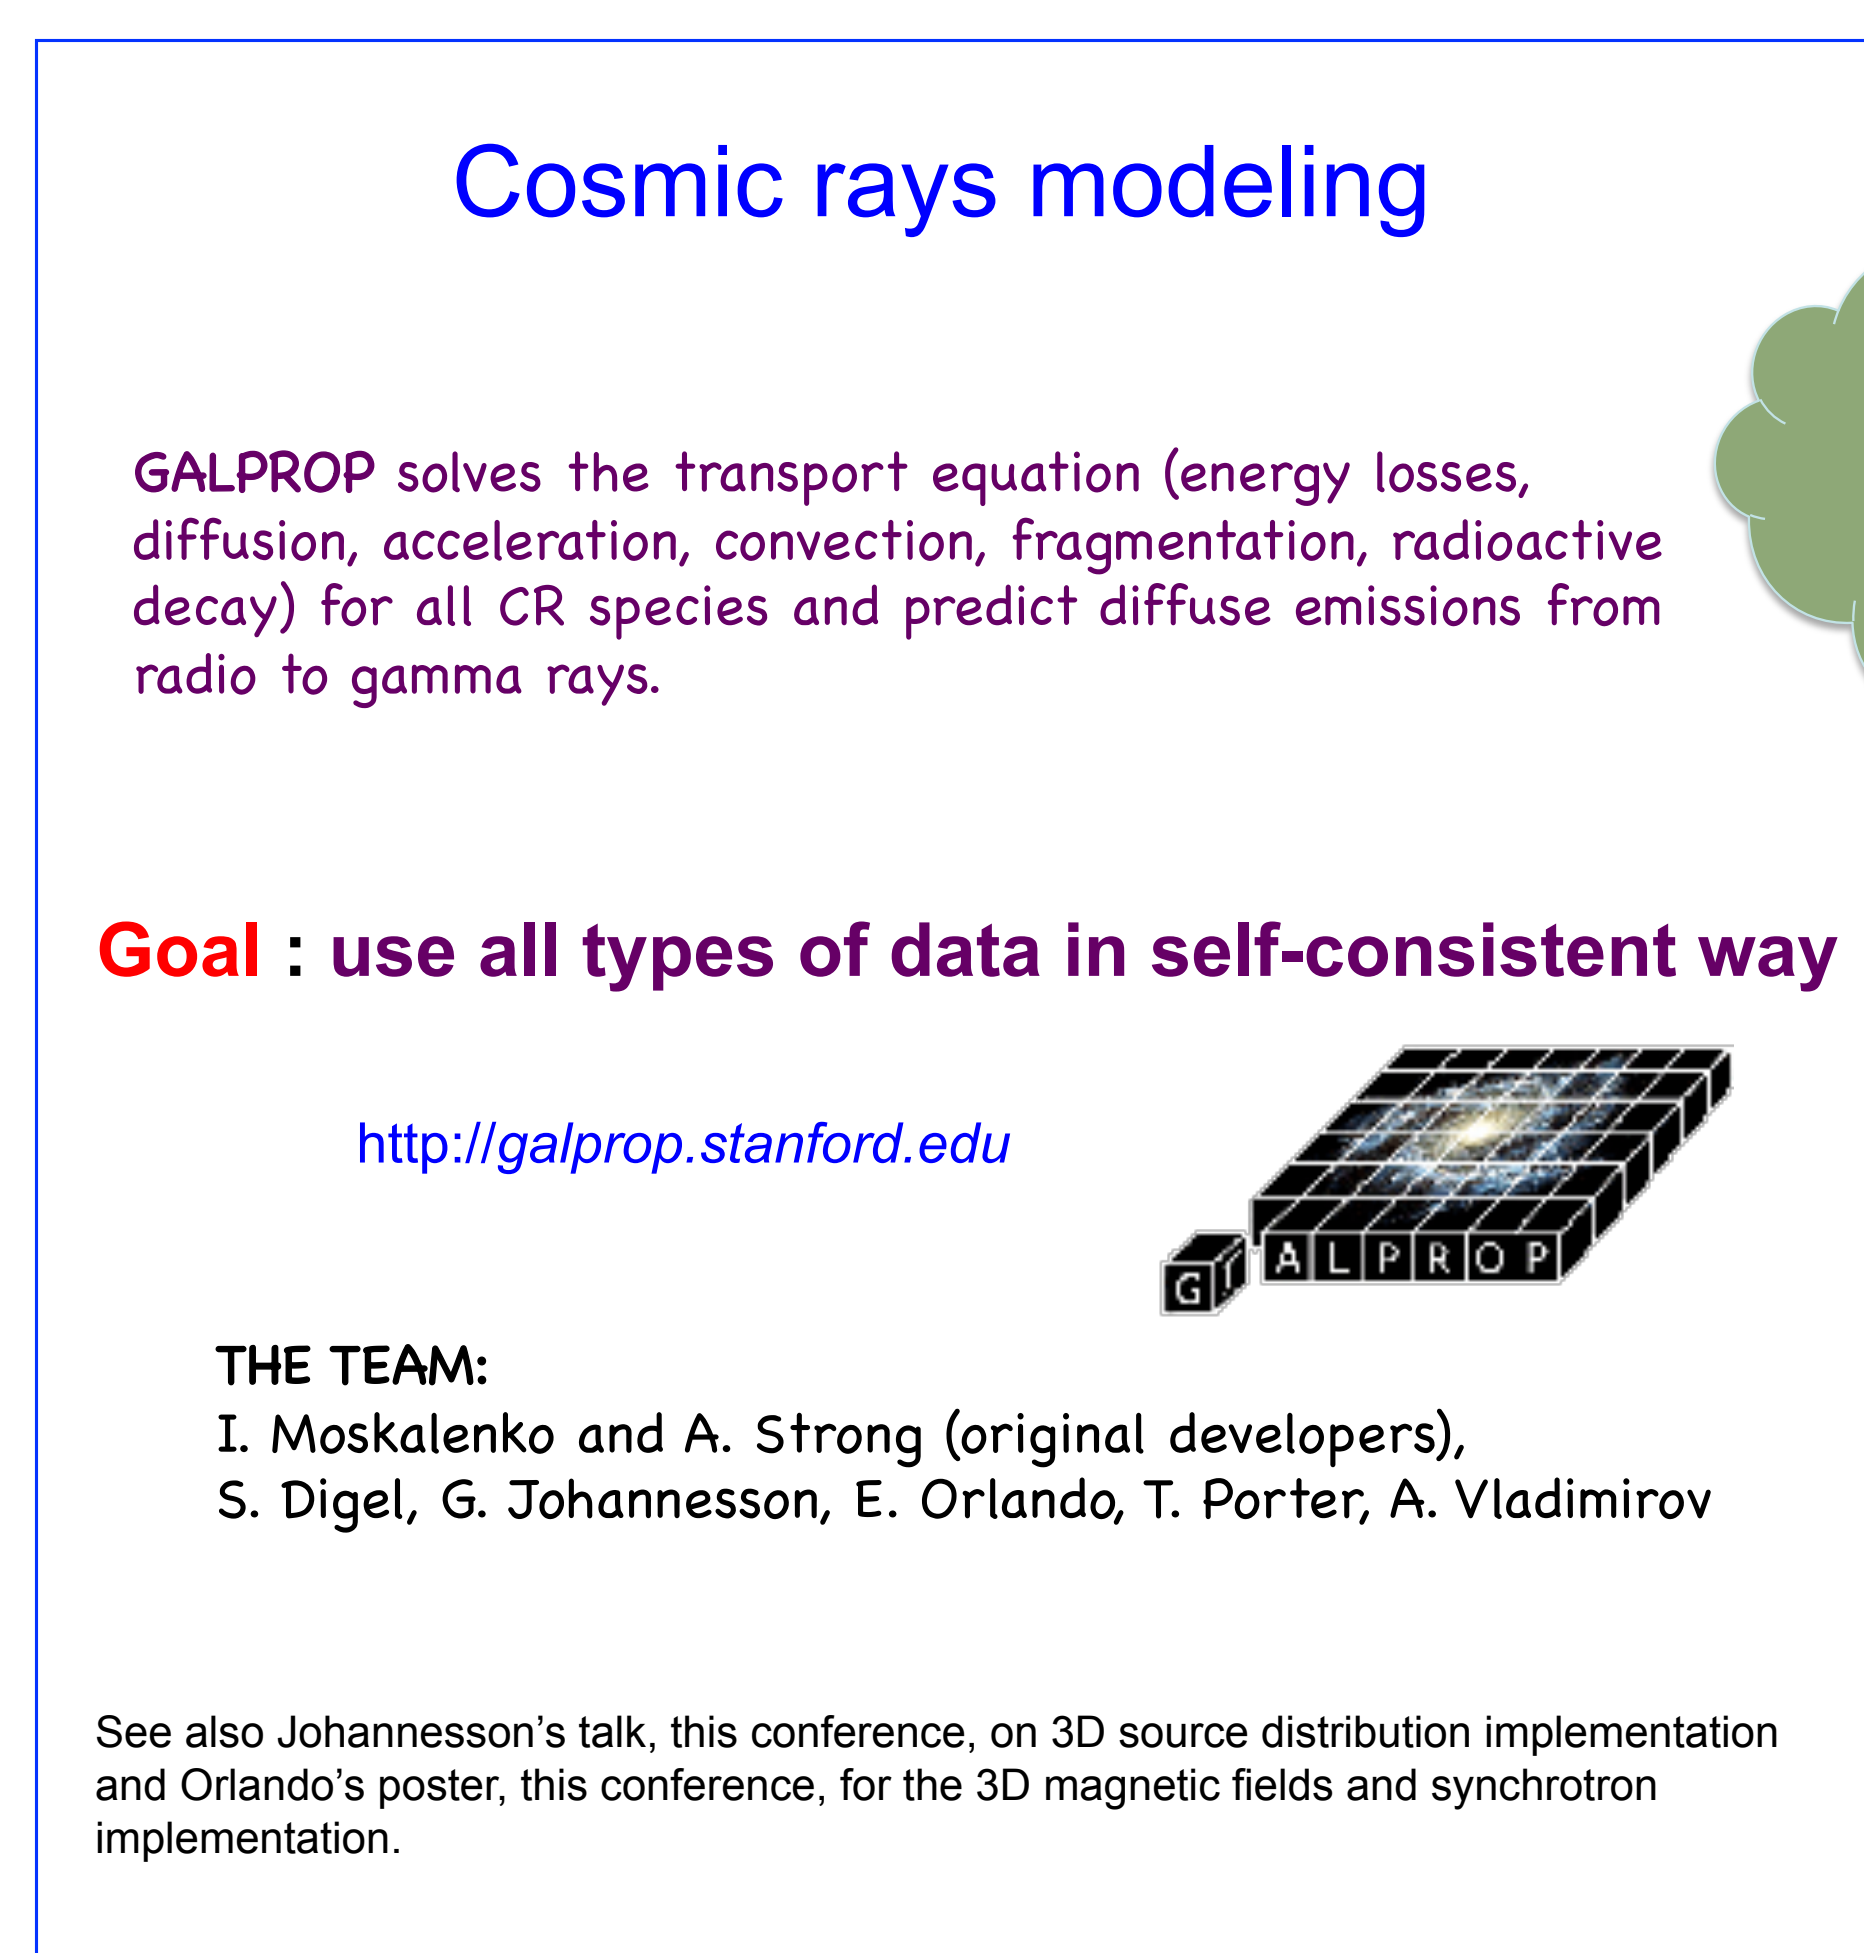 Cosmic rays modeling
GALPROP solves the transport equation (energy losses,
diffusion, acceleration, convection, fragmentation, radioactive
decay) for all CR species and predict diffuse emissions from
radio to gamma rays.
Goal : use all types of data in self-consistent way
http://galprop.stanford.edu
G A L P R O P
THE TEAM:
I. Moskalenko and A. Strong (original developers),
S. Digel, G. Johannesson, E. Orlando, T. Porter, A. Vladimirov
See also Johannesson’s talk, this conference, on 3D source distribution implementation
and Orlando’s poster, this conference, for the 3D magnetic fields and synchrotron
implementation.